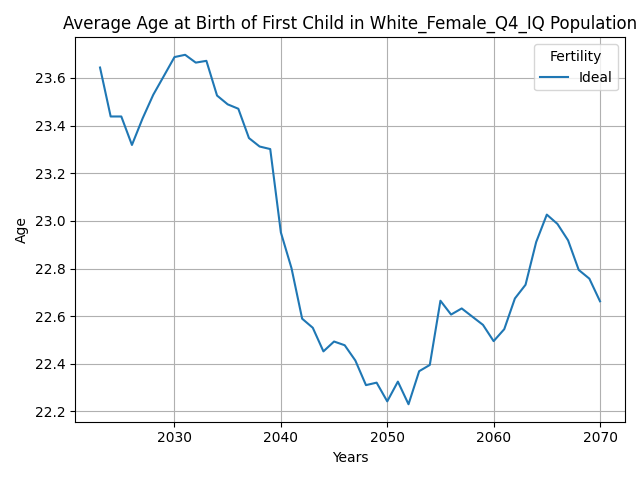 Average Age at Birth of First Child in White_Female_Q4_IQ Population
Fertility
Ideal
23.6
23.4
23.2
23.0
22.8
22.6
22.4
22.2
Age
2030 2040 2050 2060 2070
Years